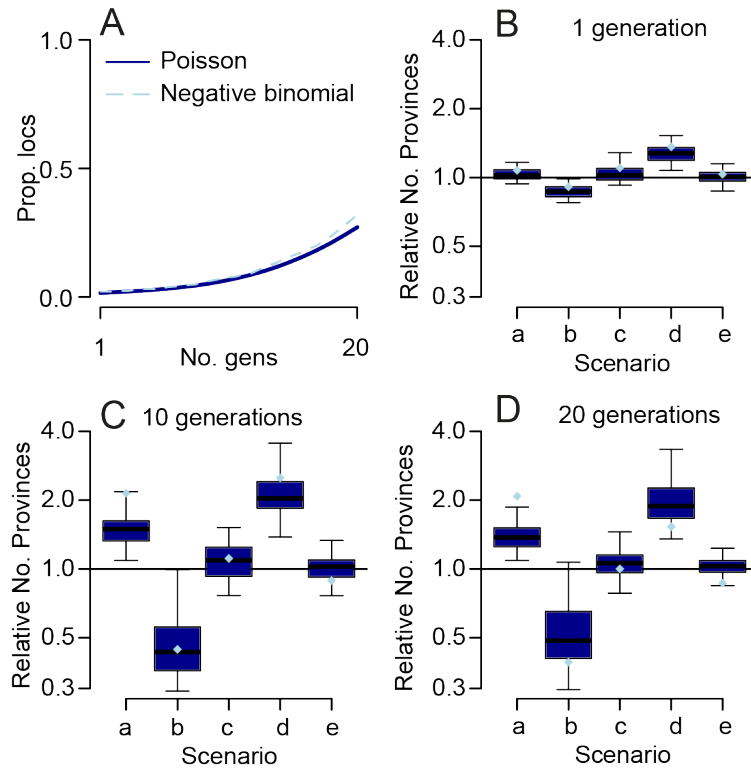 A
1.0
0.5
0.0
Prop. locs
Poisson
Negative binomial
1
20
No. gens
B
1 generation
Relative No. Provinces
4.0
2.0
1.0
0.5
0.3
a b c d e
Scenario
C
10 generations
Relative No. Provinces
4.0
2.0
1.0
0.5
0.3
a b c d e
Scenario
D
20 generations
Relative No. Provinces
4.0
2.0
1.0
0.5
0.3
a b c d e
Scenario